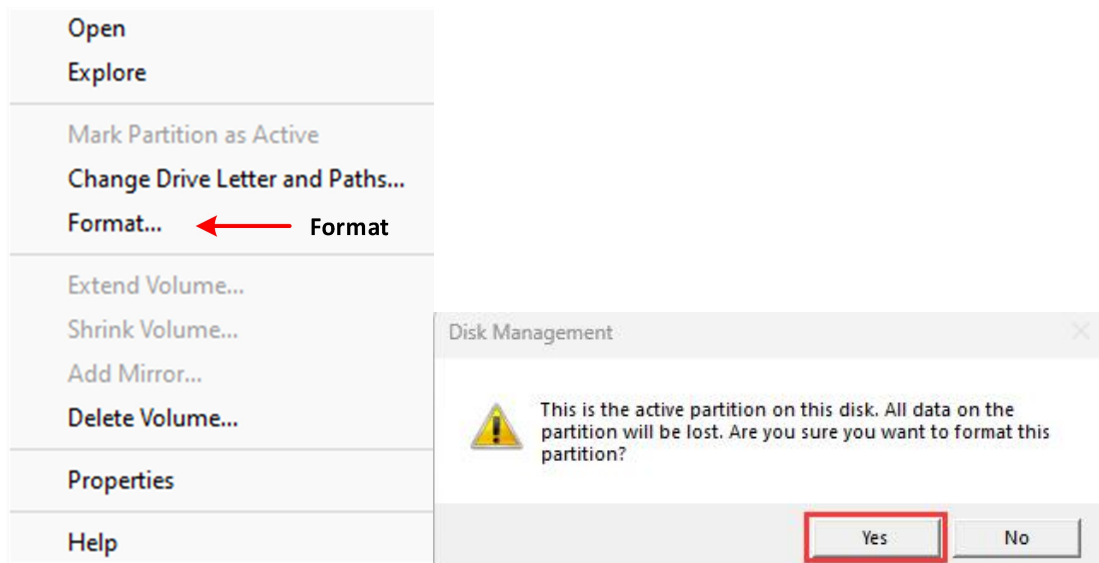 Open
Explore
Mark Partition as Active
Change Drive Letter and Paths...
Format...
Format
Extend Volume...
Shrink Volume...
Add Mirror...
Delete Volume...
Properties
Help
Disk Management
This is the active partition on this disk. All data on the
partition will be lost. Are you sure you want to format this
partition?
Yes
No